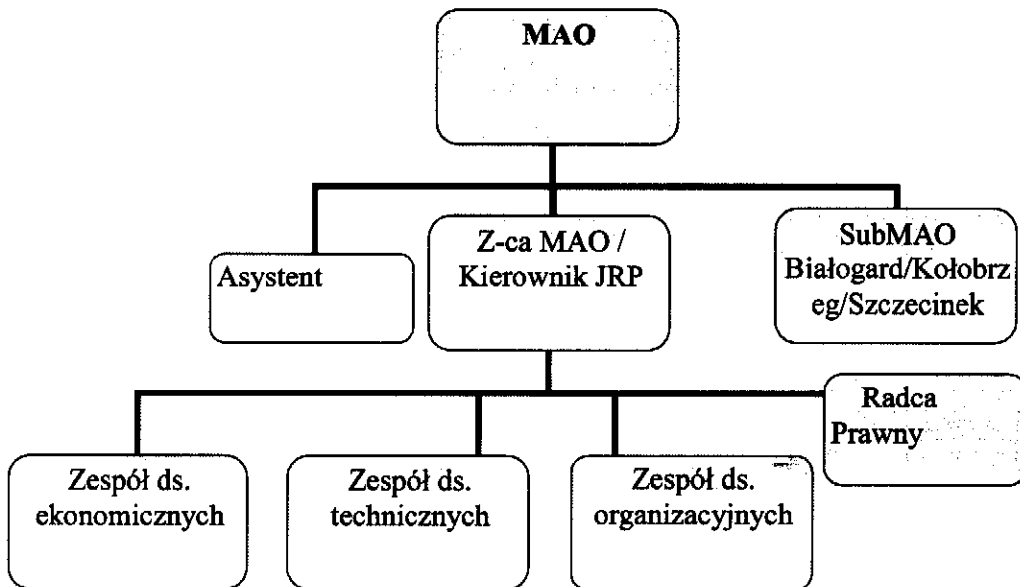 MAO
Asystent
Z-ca MAO /
Kierownik JRP
SubMAO
Białogard/Kołobrz
eg/Szczecinek
Radca
Prawny
Zespół ds.
ekonomicznych
Zespół ds.
technicznych
Zespół ds.
organizacyjnych